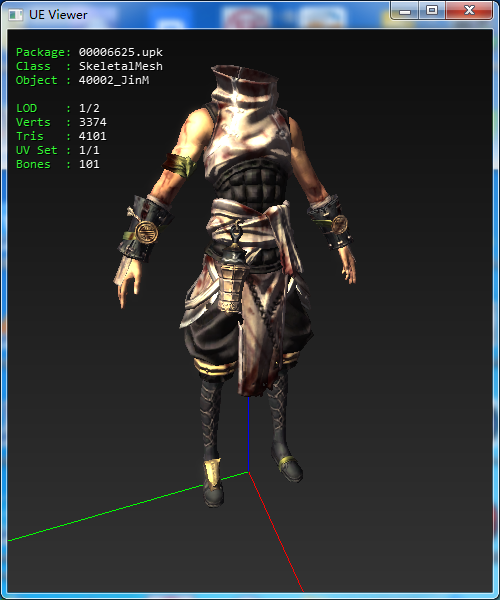 UE Viewer
Package: 00006625.upk
Class : SkeletalMesh
Object : 40002_JinM
LOD : 1/2
Verts : 3374
Tris : 4101
UV Set : 1/1
Bones : 101